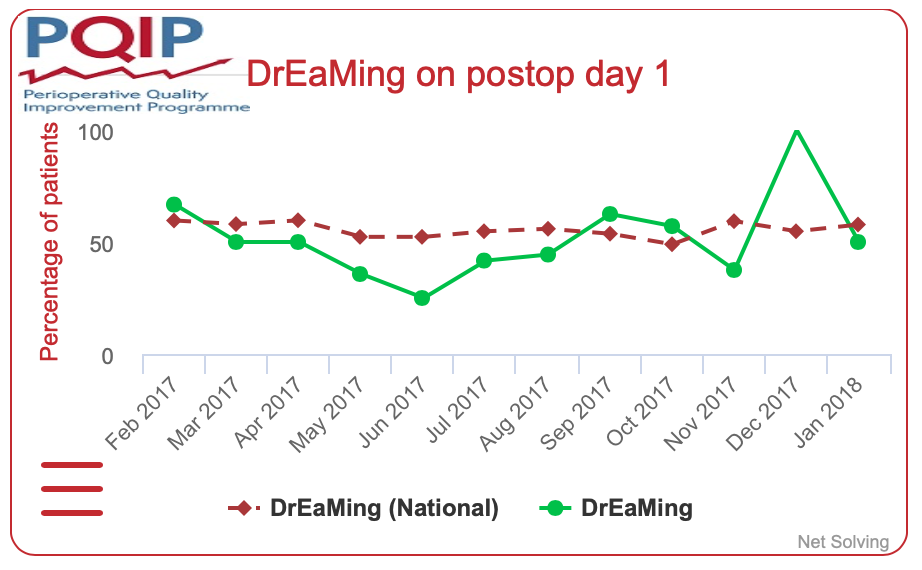 PQIP
Perioperative Quality
Improvement Programme
DrEaMing on postop day 1
Percentage of patients
100
50
0
Feb 2017
Mar 2017
Apr 2017
May 2017
Jun 2017
Jul 2017
Aug 2017
Sep 2017
Oct 2017
Nov 2017
Dec 2017
Jan 2018
DrEaMing (National)
DrEaMing
Net Solving